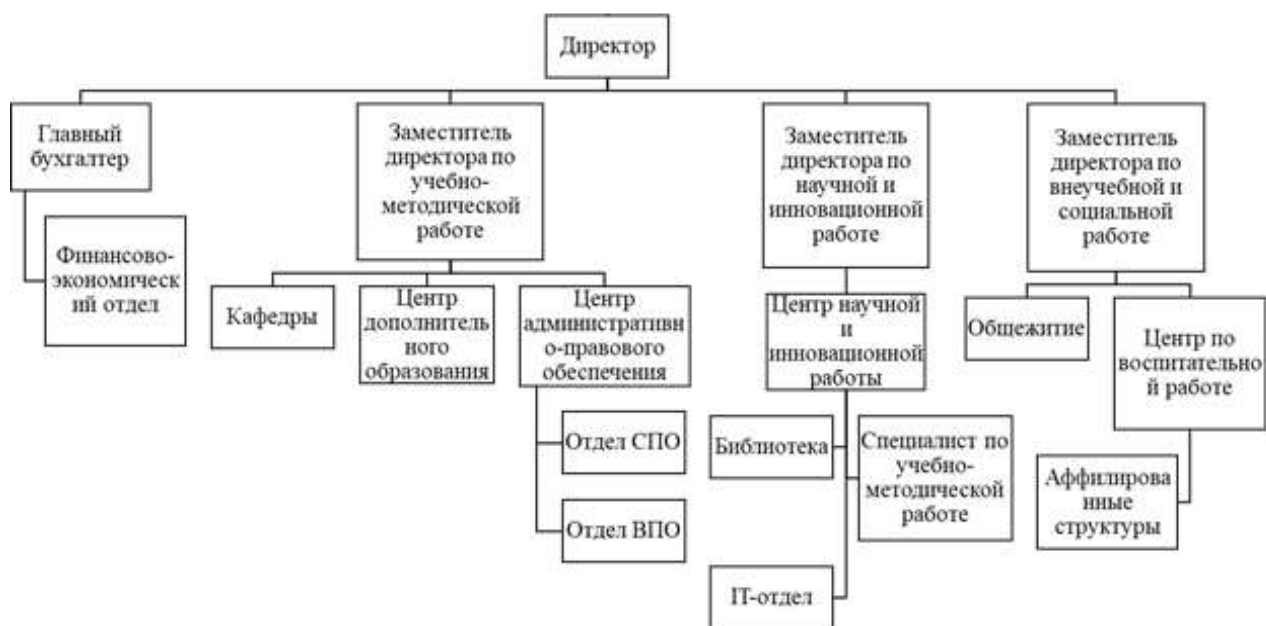 Директор
Главный
бухгалтер
Финансово-
экономическ
ий отдел
Заместитель
директора по
учебно-
методической
работе
Кафедры
Центр
дополнитель
ного
образования
Центр
административн
о-правового
обеспечения
Отдел СПО
Отдел ВПО
Заместитель
директора по
научной и
инновационной
работе
Центр научной
и
инновационной
работы
Библиотека
Специалист по
учебно-
методической
работе
IT-отдел
Заместитель
директора по
внеучебной и
социальной
работе
Общежитие
Центр по
воспитательно
й работе
Аффилирова
нные
структуры